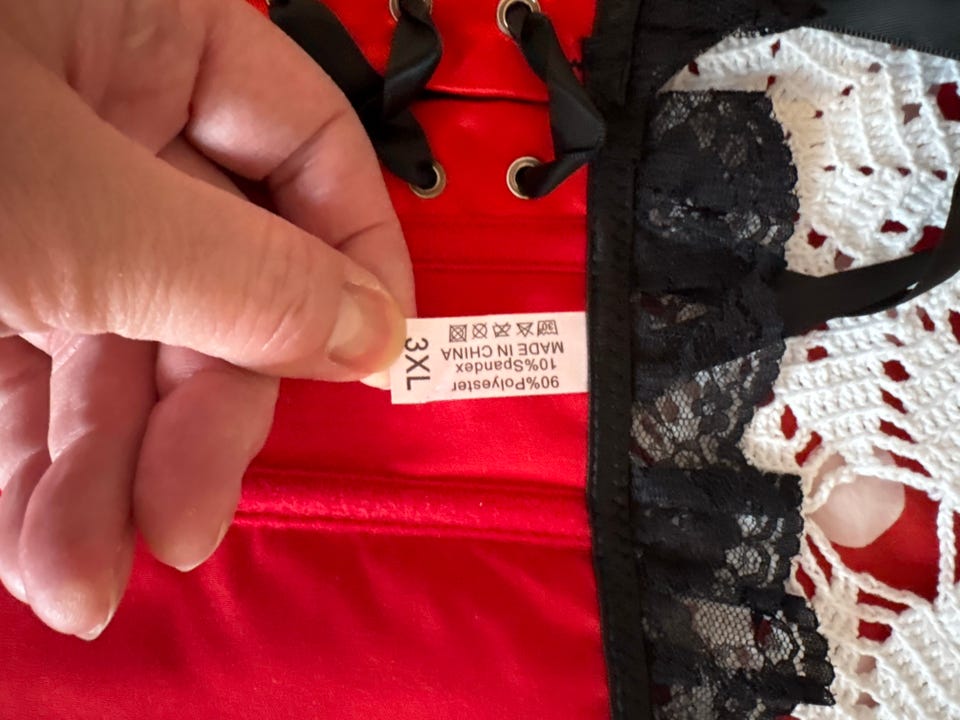 3XL
90%Polyester
10%Spandex
MADE IN CHINA